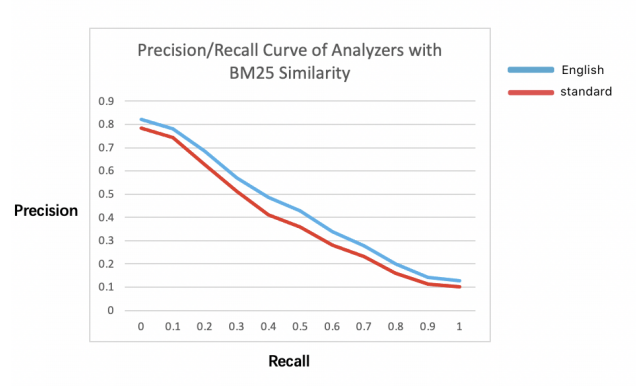 Precision/Recall Curve of Analyzers with
BM25 Similarity
English
standard
0.9
0.8
0.7
0.6
0.5
0.4
0.3
0.2
0.1
0
Precision
0 0.1 0.2 0.3 0.4 0.5 0.6 0.7 0.8 0.9 1
Recall